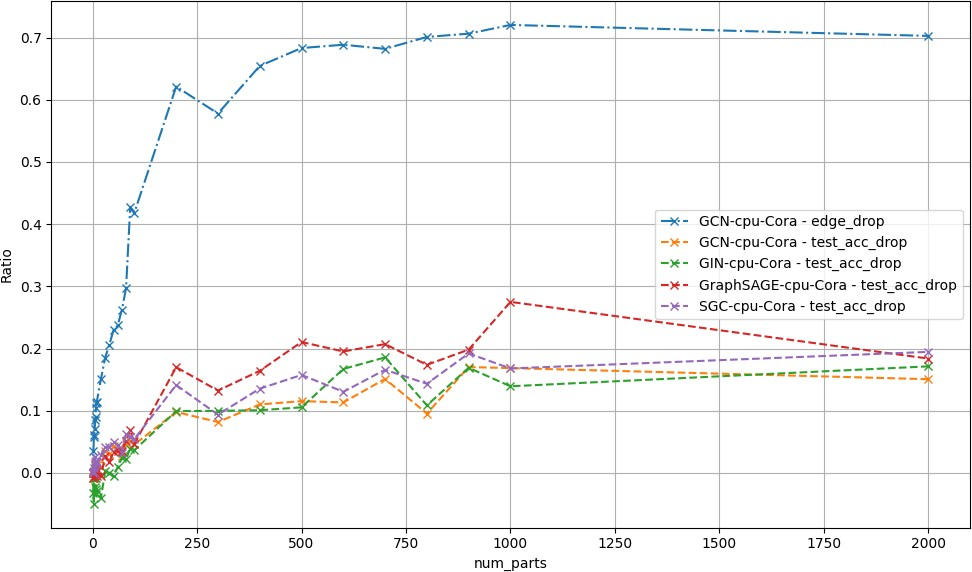 0.7
0.6
0.5
0.4
0.3
0.2
0.1
0.0
Ratio
GCN-cpu-Cora - edge_drop
GCN-cpu-Cora - test_acc_drop
GIN-cpu-Cora - test_acc_drop
GraphSAGE-cpu-Cora - test_acc_drop
SGC-cpu-Cora - test_acc_drop
0 250 500 750 1000 1250 1500 1750 2000
num_parts